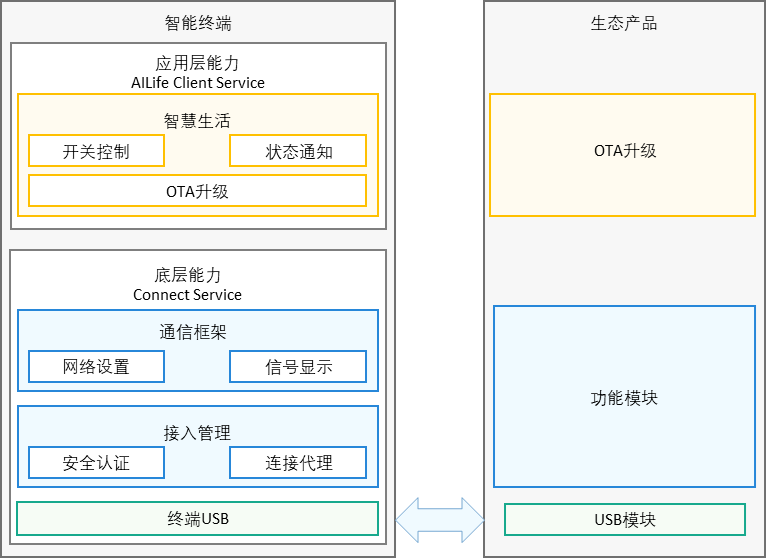 智能终端
应用层能力
AILife Client Service
智慧生活
开关控制
状态通知
OTA升级
底层能力
Connect Service
通信框架
网络设置
信号显示
接入管理
安全认证
连接代理
终端USB
生态产品
OTA升级
功能模块
USB模块